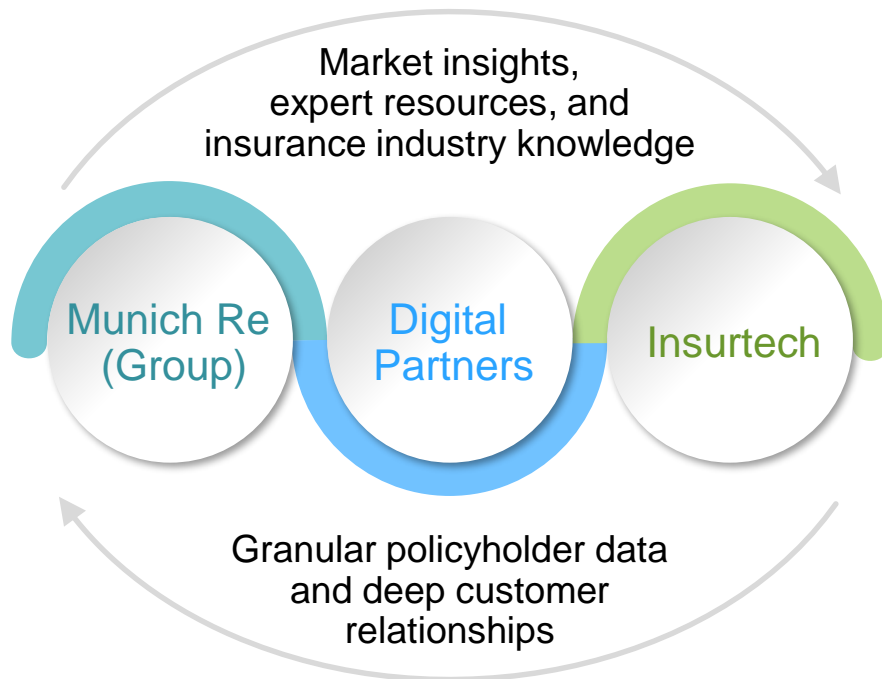 Market insights,
expert resources, and
insurance industry knowledge
Munich Re
(Group)
Digital
Partners
Insurtech
Granular policyholder data
and deep customer
relationships